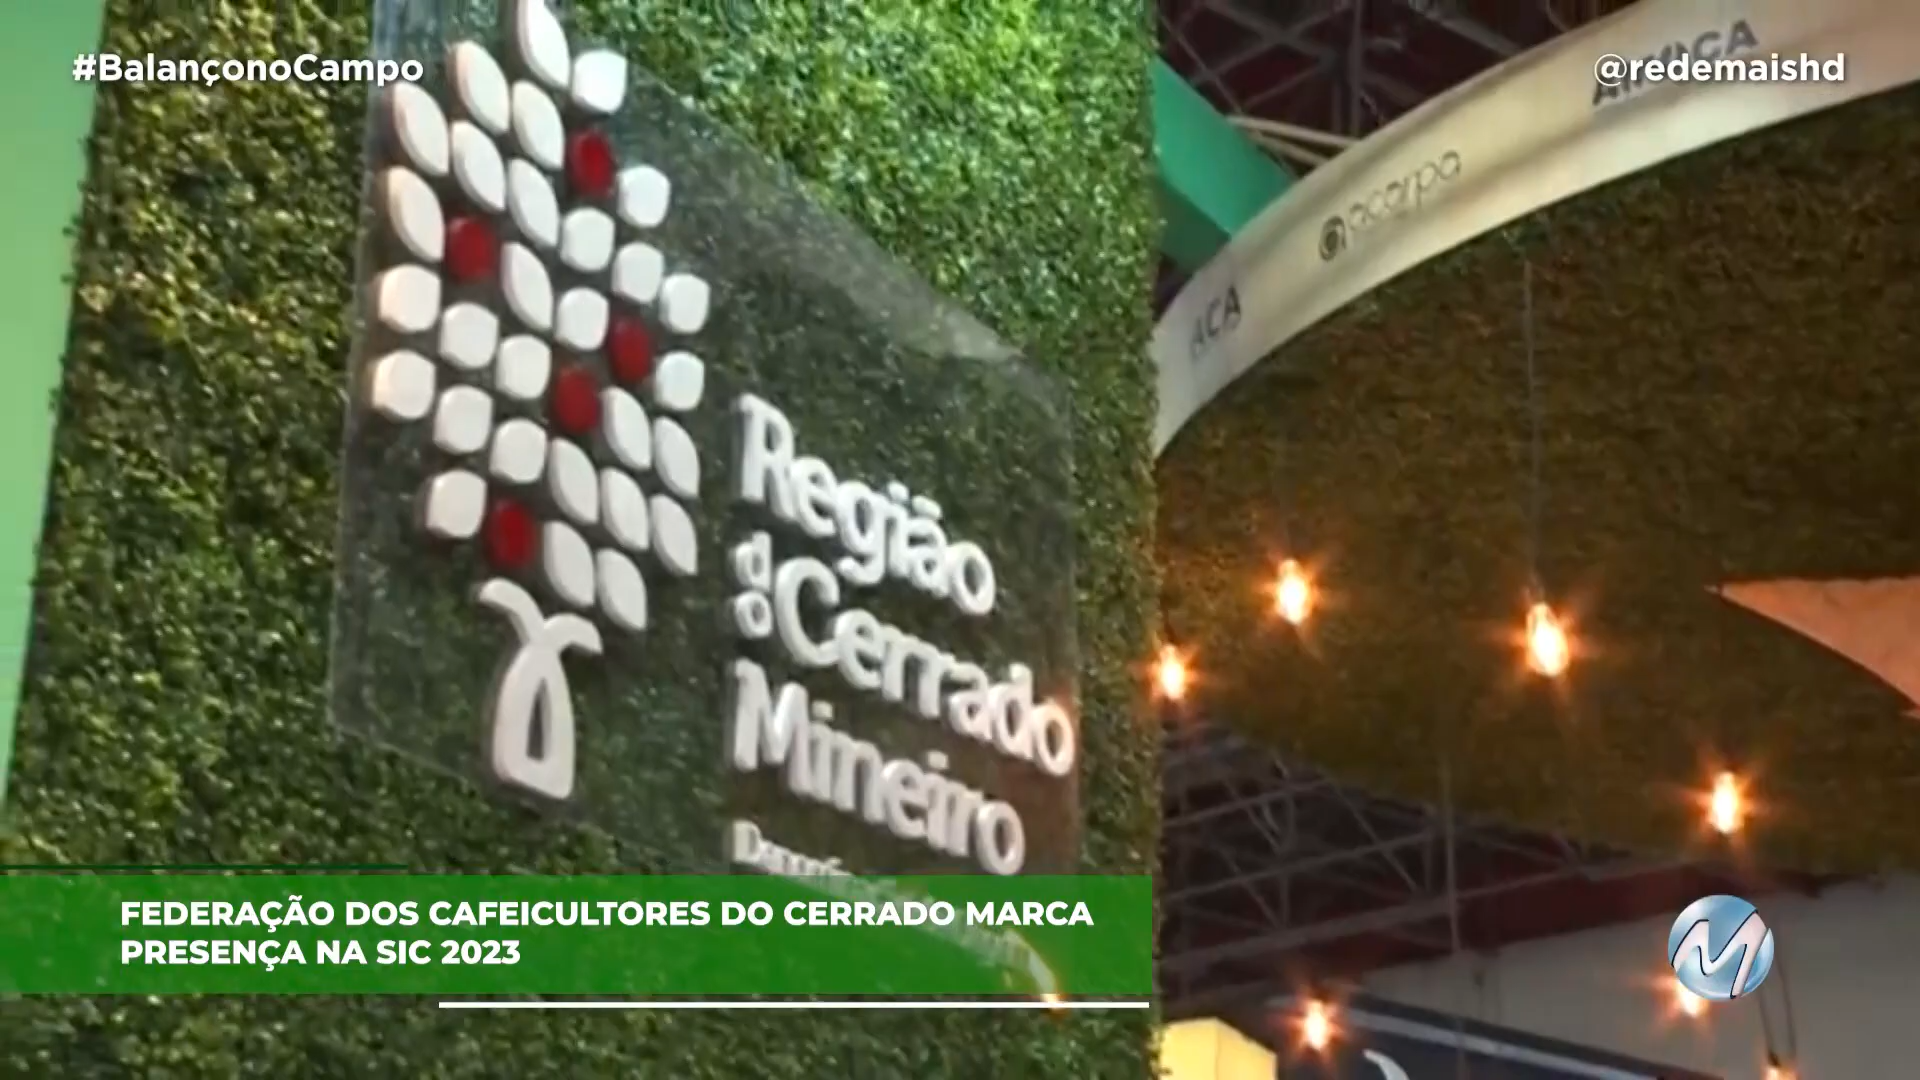 #BalançonoCampo
@redemaishd
acarpa
ACA
Região
do Cerrado
Mineiro
FEDERAÇÃO DOS CAFEICULTORES DO CERRADO MARCA
PRESENÇA NA SIC 2023